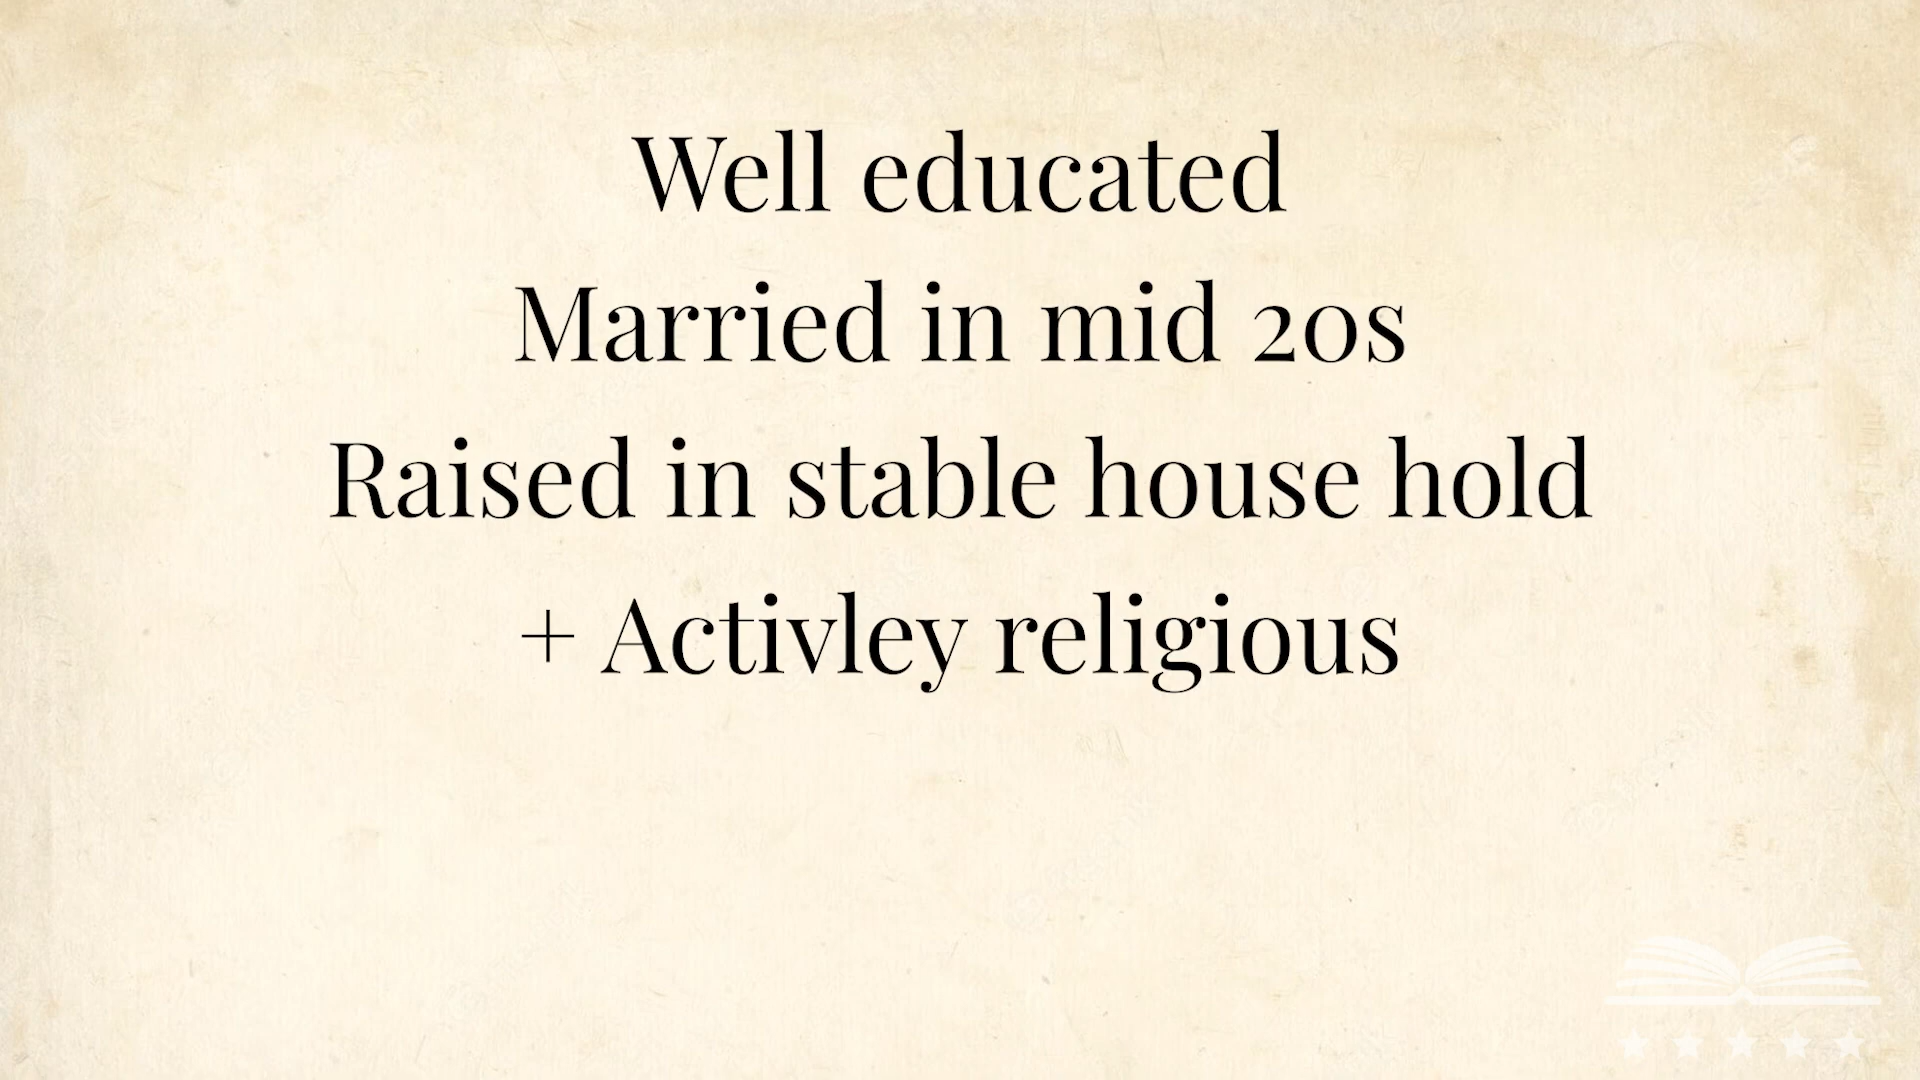 Well educated
Married in mid 20s
Raised in stable house hold
+ Activley religious